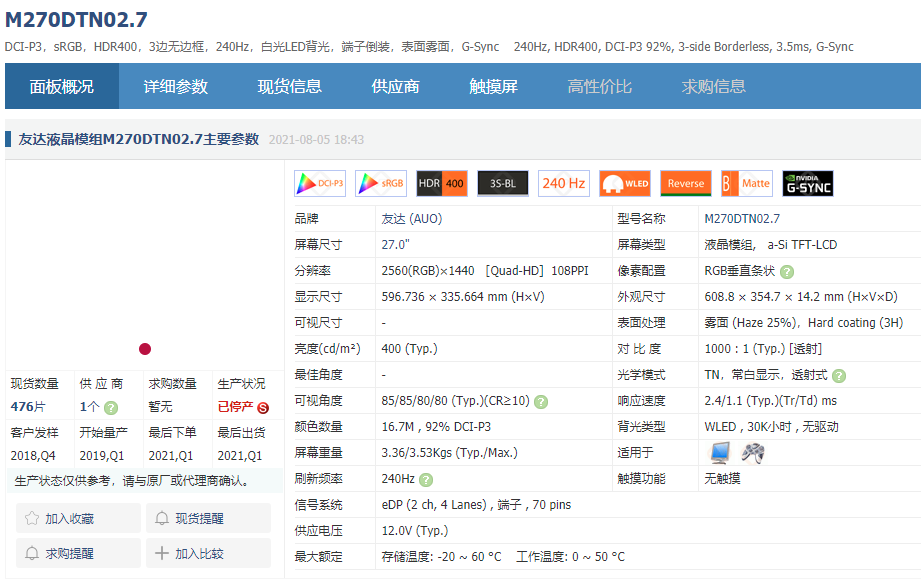 M270DTN02.7
DCI-P3，sRGB，HDR400，3边无边框，240Hz，白光LED背光，端子倒装，表面雾面，G-Sync 240Hz, HDR400, DCI-P3 92%, 3-side Borderless, 3.5ms, G-Sync
面板概况 详细参数 现货信息 供应商 触摸屏 高性价比 求购信息
友达液晶模组M270DTN02.7主要参数 2021-08-05 18:43
DCI-P3 sRGB HDR 400 3S-BL 240 Hz WLED Reverse B Matte NVIDIA G-SYNC
品牌 友达 (AUO) 型号名称 M270DTN02.7
屏幕尺寸 27.0" 屏幕类型 液晶模组， a-Si TFT-LCD
分辨率 2560(RGB)×1440 [Quad-HD] 108PPI 像素配置 RGB垂直条状 ?
显示尺寸 596.736 × 335.664 mm (H×V) 外观尺寸 608.8 × 354.7 × 14.2 mm (H×V×D)
可视尺寸 - 表面处理 雾面 (Haze 25%)，Hard coating (3H)
亮度(cd/m²) 400 (Typ.) 对 比 度 1000 : 1 (Typ.) [透射]
最佳角度 - 光学模式 TN，常白显示，透射式 ?
可视角度 85/85/80/80 (Typ.)(CR≥10) ? 响应速度 2.4/1.1 (Typ.)(Tr/Td) ms
颜色数量 16.7M , 92% DCI-P3 背光类型 WLED , 30K小时 , 无驱动
屏幕重量 3.36/3.53Kgs (Typ./Max.) 适用于
刷新频率 240Hz ? 触摸功能 无触摸
信号系统 eDP (2 ch, 4 Lanes) , 端子 , 70 pins
供应电压 12.0V (Typ.)
最大额定 存储温度: -20 ~ 60 °C 工作温度: 0 ~ 50 °C
现货数量 供 应 商 求购数量 生产状况
476片 1个 ? 暂无 已停产 S
客户发样 开始量产 最后下单 最后出货
2018,Q4 2019,Q1 2021,Q1 2021,Q1
生产状态仅供参考，请与原厂或代理商确认。
加入收藏 现货提醒
求购提醒 加入比较